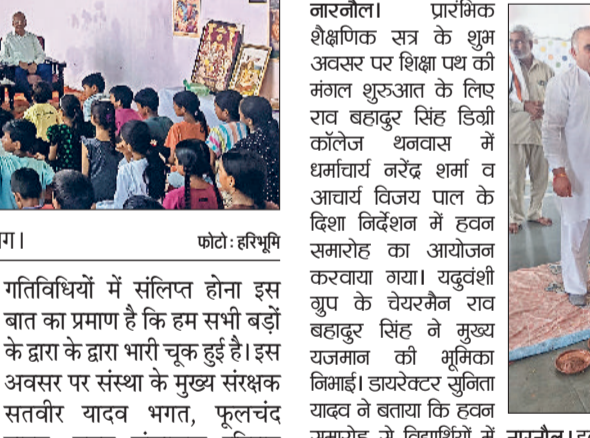 ग।
फोटो : हरिभूमि
गतिविधियों में संलिप्त होना इस
बात का प्रमाण है कि हम सभी बड़ों
के द्वारा के द्वारा भारी चूक हुई है। इस
अवसर पर संस्था के मुख्य संरक्षक
सतवीर यादव भगत, फूलचंद
नारनौल। प्रारंभिक
शैक्षणिक सत्र के शुभ
अवसर पर शिक्षा पथ की
मंगल शुरुआत के लिए
राव बहादुर सिंह डिग्री
कॉलेज थनवास में
धर्माचार्य नरेंद्र शर्मा व
आचार्य विजय पाल के
दिशा निर्देशन में हवन
समारोह का आयोजन
करवाया गया। यदुवंशी
ग्रुप के चेयरमैन राव
बहादुर सिंह ने मुख्य
यजमान की भूमिका
निभाई। डायरेक्टर सुनिता
यादव ने बताया कि हवन
समारोह से विद्यार्थियों में
नारनौल।